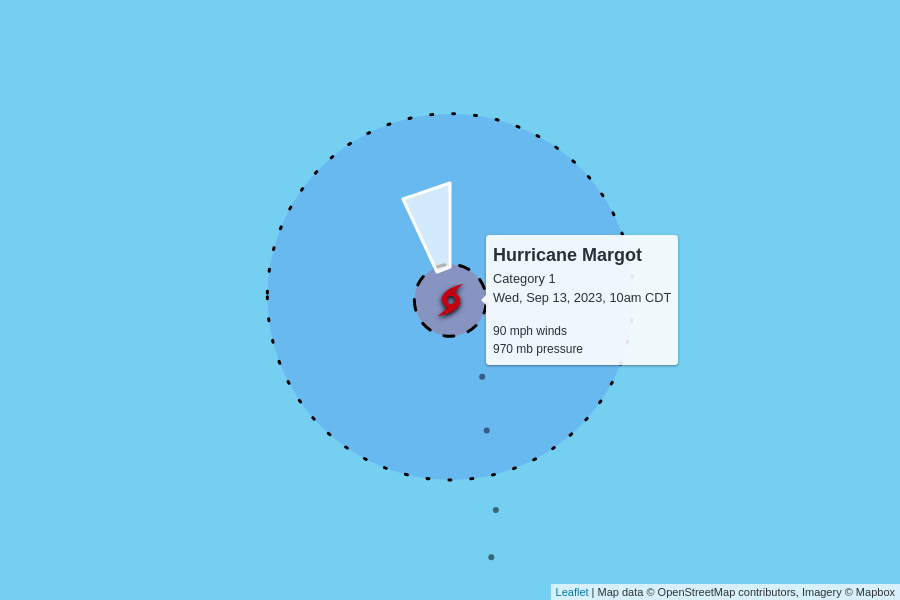 Hurricane Margot
Category 1
Wed, Sep 13, 2023, 10am CDT
90 mph winds
970 mb pressure
Leaflet | Map data © OpenStreetMap contributors, Imagery © Mapbox